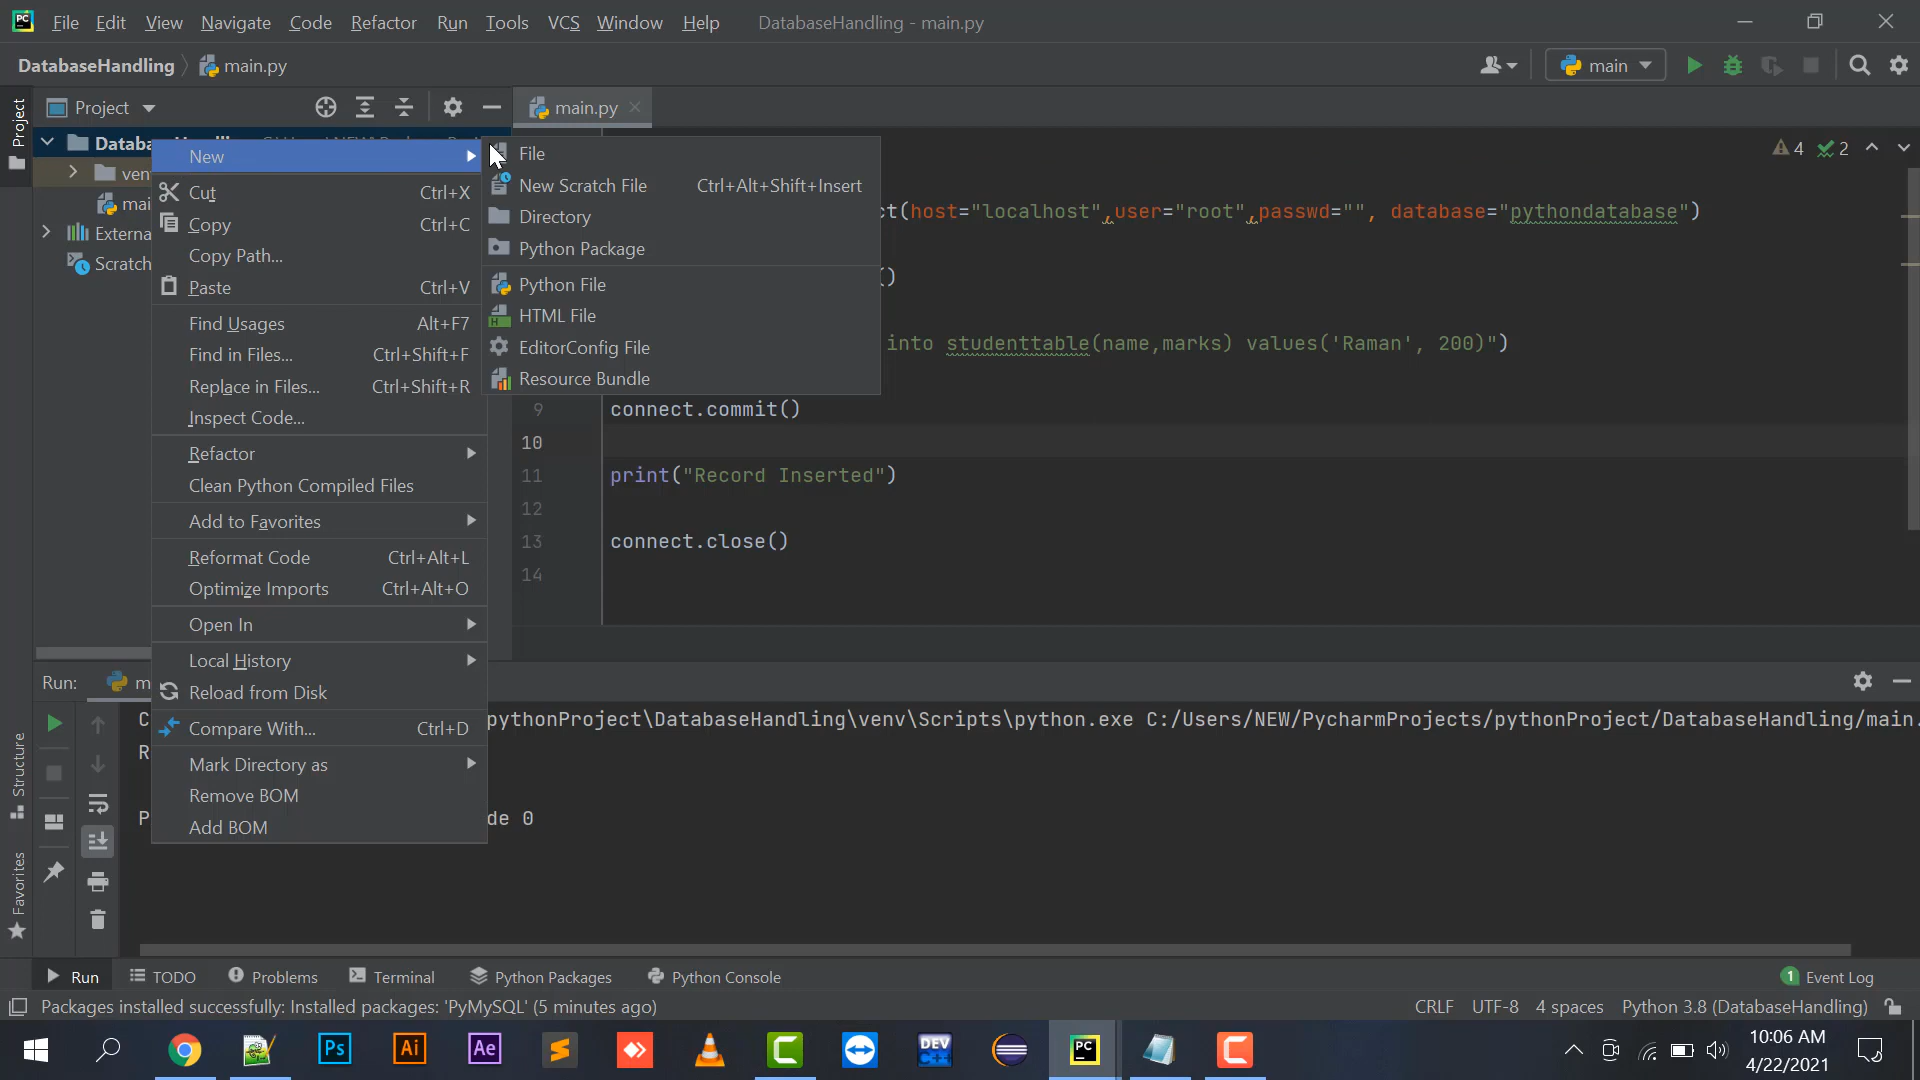 PC File Edit View Navigate Code Refactor Run Tools VCS Window Help DatabaseHandling - main.py
DatabaseHandling main.py main
Project main.py
Project
New
Cut Ctrl+X
Copy Ctrl+C
Copy Path...
Paste Ctrl+V
Find Usages Alt+F7
Find in Files... Ctrl+Shift+F
Replace in Files... Ctrl+Shift+R
Inspect Code...
Refactor
Clean Python Compiled Files
Add to Favorites
Reformat Code Ctrl+Alt+L
Optimize Imports Ctrl+Alt+O
Open In
Local History
Reload from Disk
Compare With... Ctrl+D
Mark Directory as
Remove BOM
Add BOM
File
New Scratch File Ctrl+Alt+Shift+Insert
Directory
Python Package
Python File
HTML File
EditorConfig File
Resource Bundle
4 2
ct(host="localhost",user="root",passwd="", database="pythondatabase")
()
into studenttable(name,marks) values('Raman', 200)")
9 connect.commit()
10
11 print("Record Inserted")
12
13 connect.close()
14
Scratch
Run:
pythonProject\DatabaseHandling\venv\Scripts\python.exe C:/Users/NEW/PycharmProjects/pythonProject/DatabaseHandling/main.
de 0
Structure
Favorites
Run TODO Problems Terminal Python Packages Python Console 1 Event Log
Packages installed successfully: Installed packages: 'PyMySQL' (5 minutes ago) CRLF UTF-8 4 spaces Python 3.8 (DatabaseHandling)
Ps Ai Ae DEV C++ PC
10:06 AM
4/22/2021